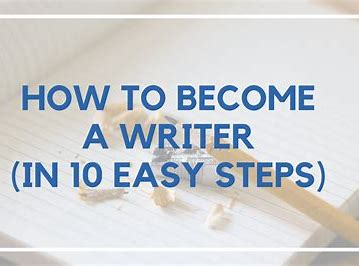 HOW TO BECOME
A WRITER
(IN 10 EASY STEPS)